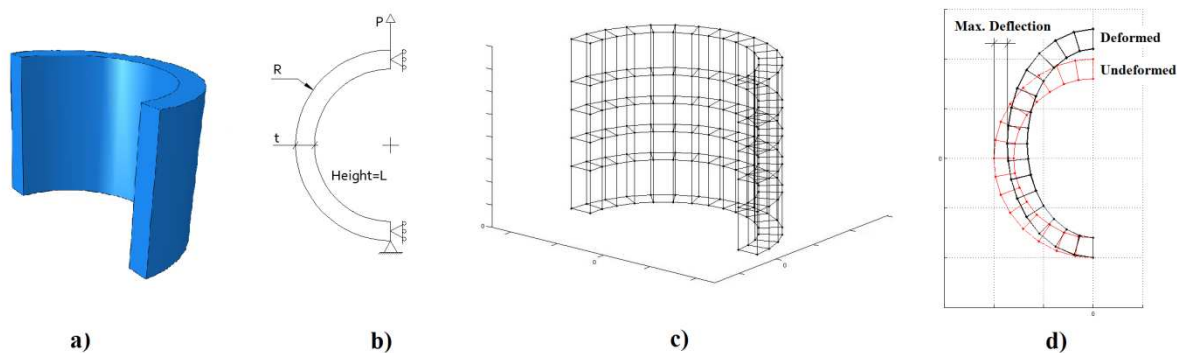 P
R
t
Height=L
a)
b)
0
0
0
c)
Max. Deflection
Deformed
Undeformed
0
0
d)